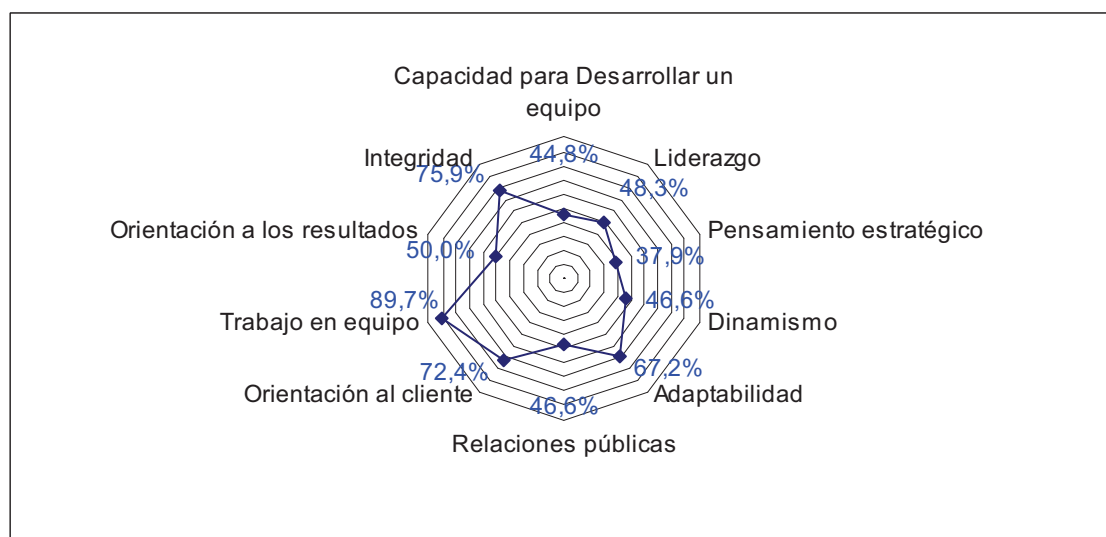 Capacidad para Desarrollar un
equipo
44,8%
Liderazgo
48,3%
Pensamiento estratégico
37,9%
46,6%
Dinamismo
67,2%
Adaptabilidad
46,6%
Relaciones públicas
72,4%
Orientación al cliente
89,7%
Trabajo en equipo
Orientación a los resultados
50,0%
Integridad
75,9%